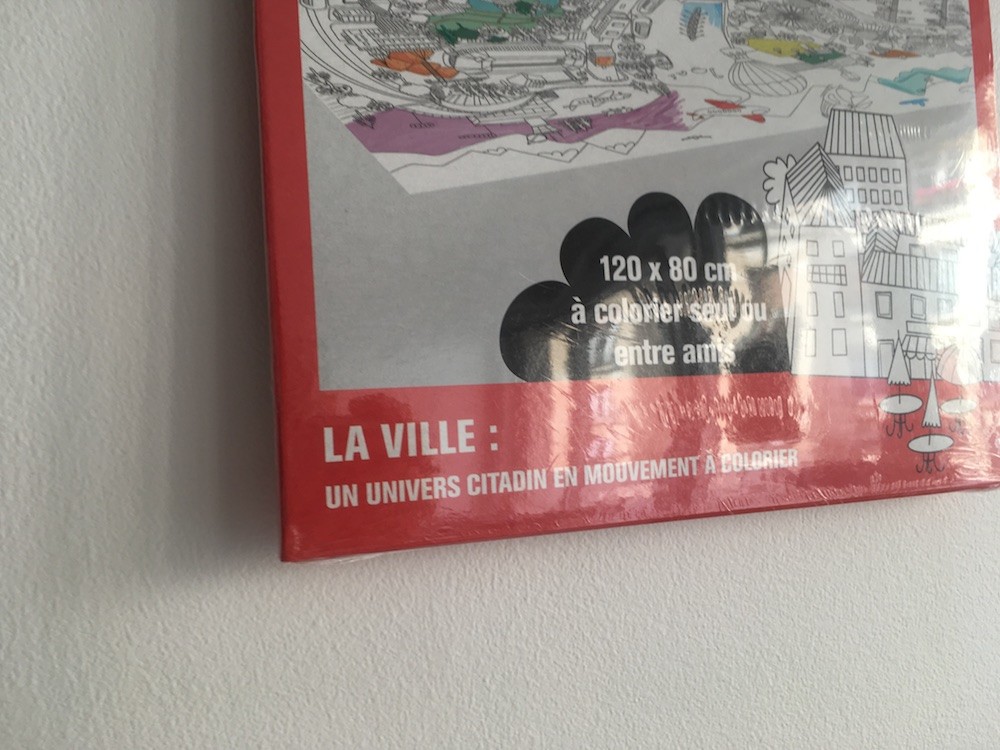 120 x 80 cm
à colorier seul ou
entre amis
LA VILLE :
UN UNIVERS CITADIN EN MOUVEMENT À COLORIER